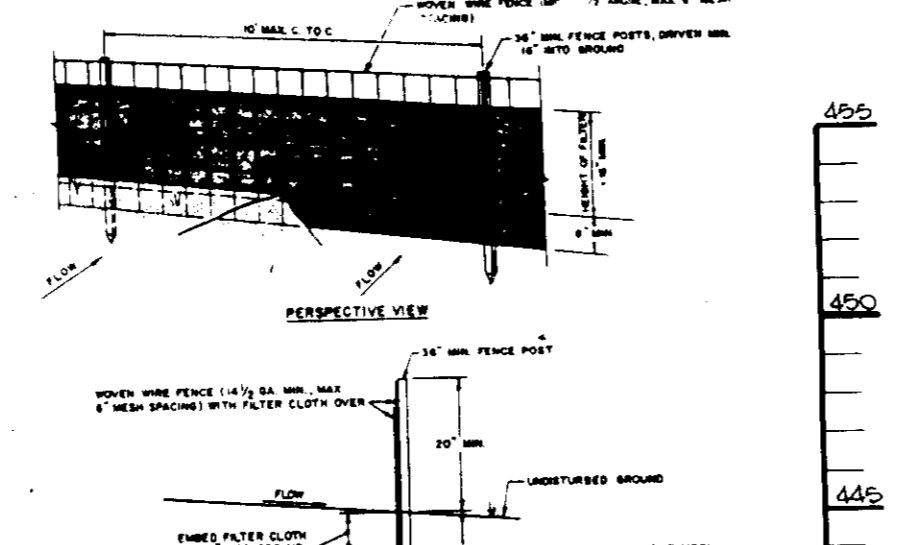 WOVEN WIRE FENCE
10' MAX. C. TO C.
36" MIN. FENCE POSTS, DRIVEN MIN.
16" INTO GROUND
455
HEIGHT OF FILTER
MIN.
8" MIN.
FLOW
FLOW
450
PERSPECTIVE VIEW
36" MIN. FENCE POST
WOVEN WIRE FENCE (14 1/2 GA. MIN., MAX
6" MESH SPACING) WITH FILTER CLOTH OVER
20" MIN.
UNDISTURBED GROUND
FLOW
445
EMBED FILTER CLOTH